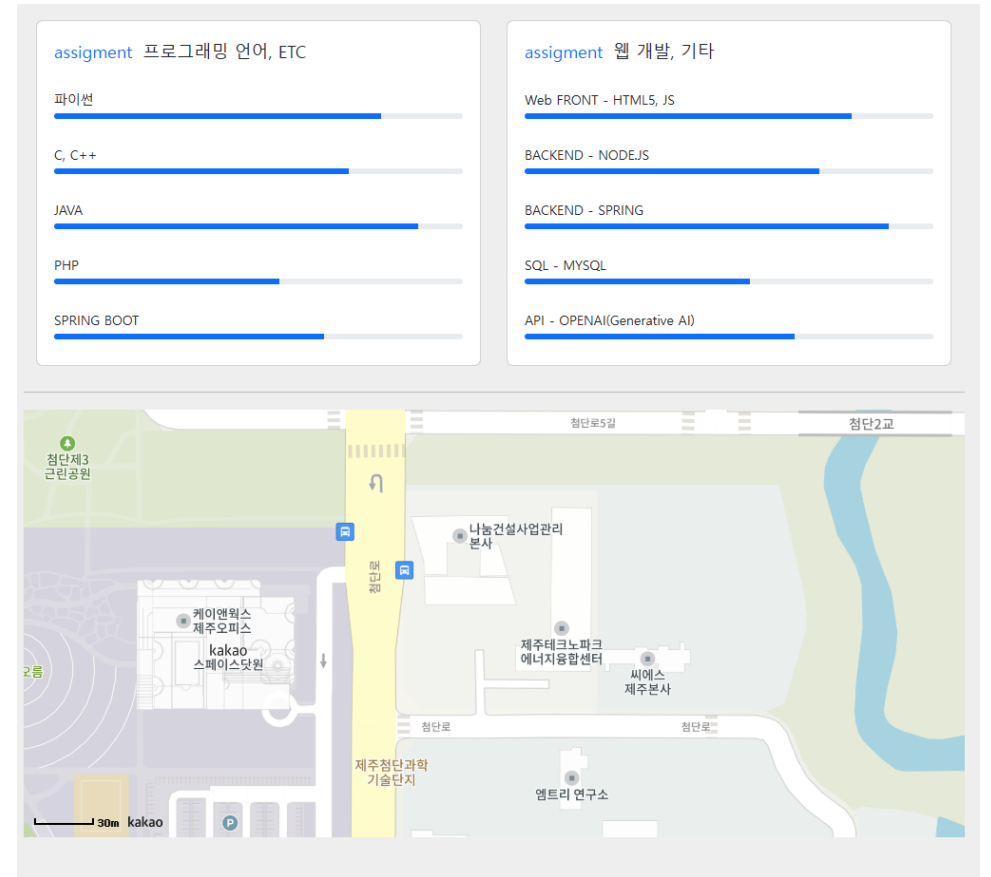 assigment 프로그래밍 언어, ETC
파이썬
C, C++
JAVA
PHP
SPRING BOOT
assigment 웹 개발, 기타
Web FRONT - HTML5, JS
BACKEND - NODEJS
BACKEND - SPRING
SQL - MYSQL
API - OPENAI(Generative AI)
첨단로5길
첨단2교
첨단제3
근린공원
나눔건설사업관리
본사
첨단로
케이앤웍스
제주오피스
kakao
스페이스닷원
제주테크노파크
에너지융합센터
씨에스
제주본사
오름
첨단로
첨단로
제주첨단과학
기술단지
엠트리 연구소
30m kakao
P